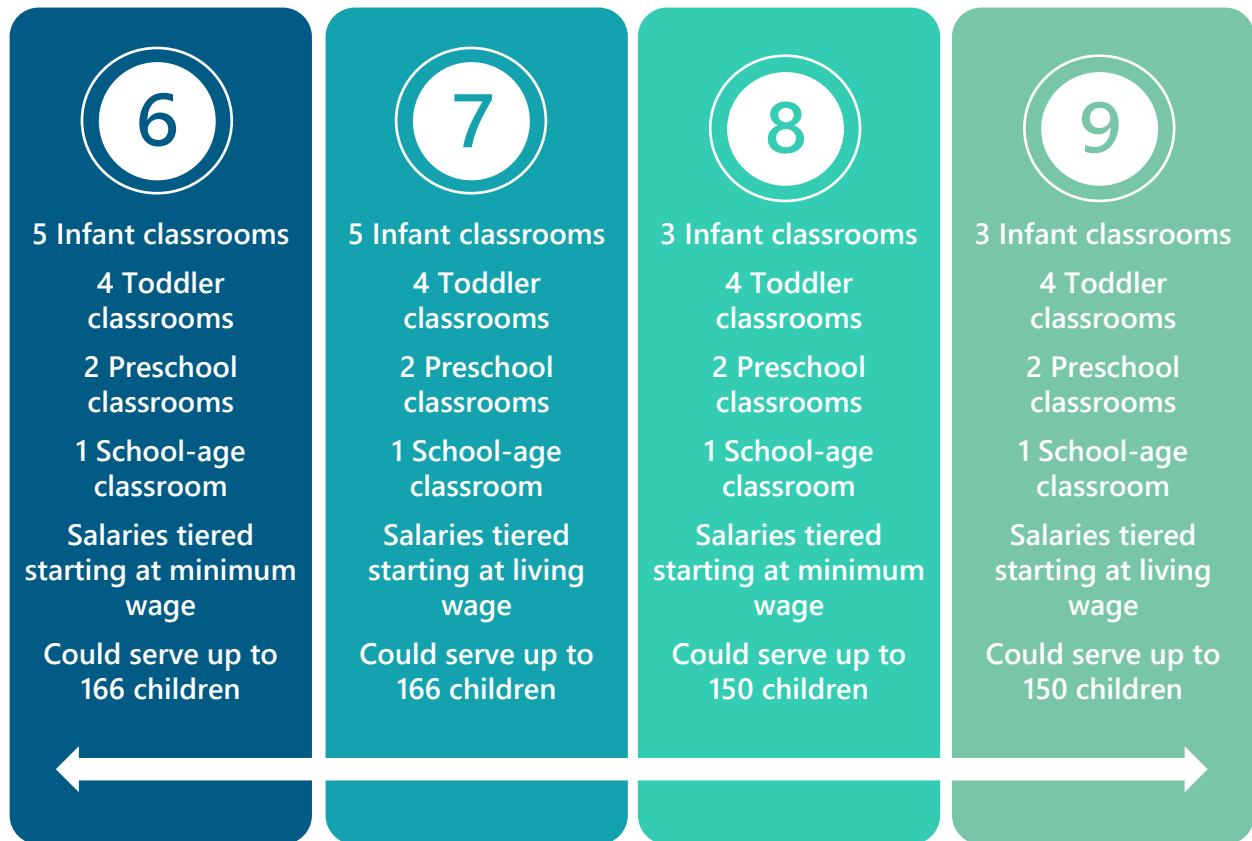 6
5 Infant classrooms
4 Toddler
classrooms
2 Preschool
classrooms
1 School-age
classroom
Salaries tiered
starting at minimum
wage
Could serve up to
166 children
7
5 Infant classrooms
4 Toddler
classrooms
2 Preschool
classrooms
1 School-age
classroom
Salaries tiered
starting at living
wage
Could serve up to
166 children
8
3 Infant classrooms
4 Toddler
classrooms
2 Preschool
classrooms
1 School-age
classroom
Salaries tiered
starting at minimum
wage
Could serve up to
150 children
9
3 Infant classrooms
4 Toddler
classrooms
2 Preschool
classrooms
1 School-age
classroom
Salaries tiered
starting at living
wage
Could serve up to
150 children